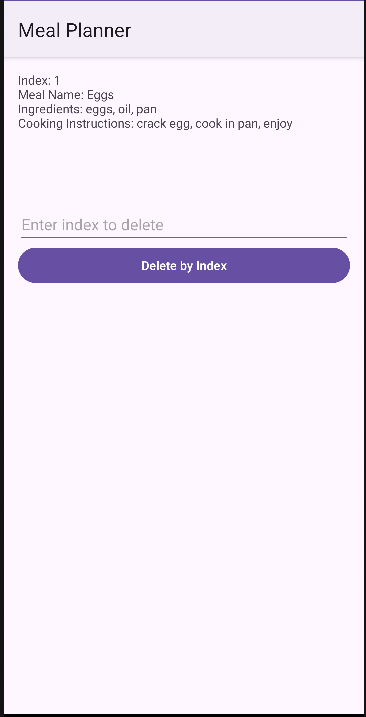 Meal Planner
Index: 1
Meal Name: Eggs
Ingredients: eggs, oil, pan
Cooking Instructions: crack egg, cook in pan, enjoy
Enter index to delete
Delete by Index